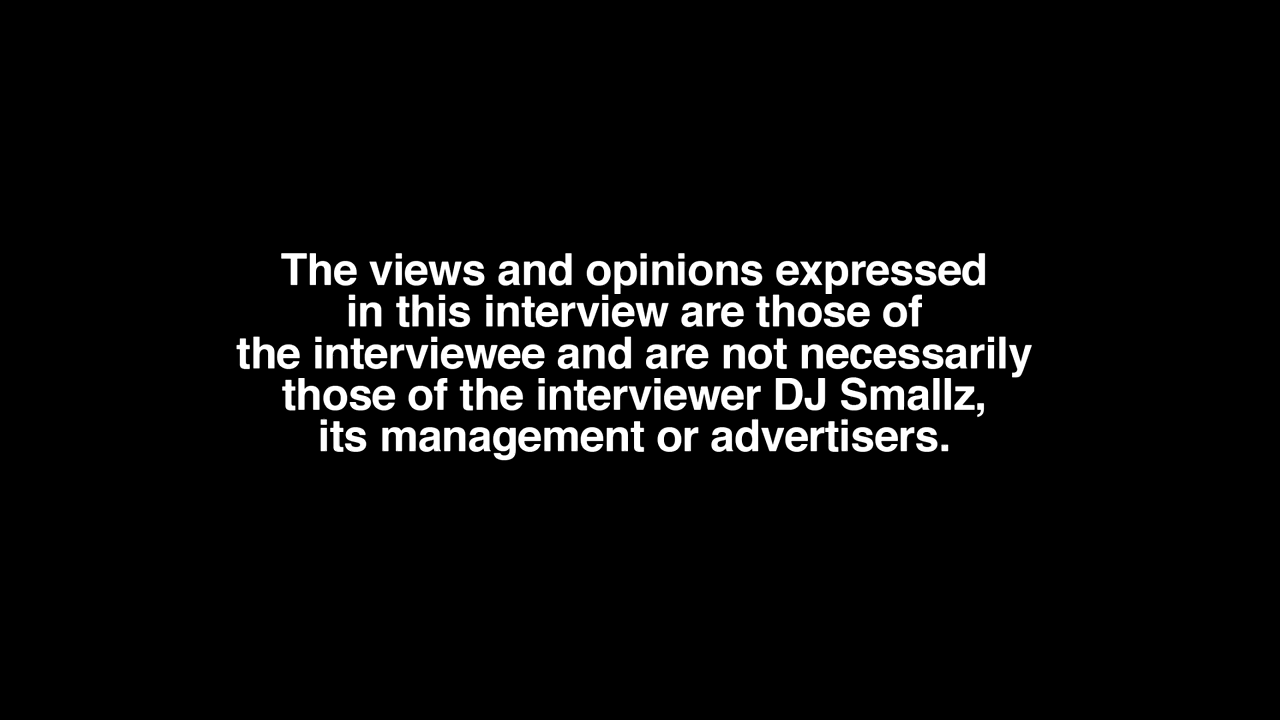 The views and opinions expressed
in this interview are those of
the interviewee and are not necessarily
those of the interviewer DJ Smallz,
its management or advertisers.